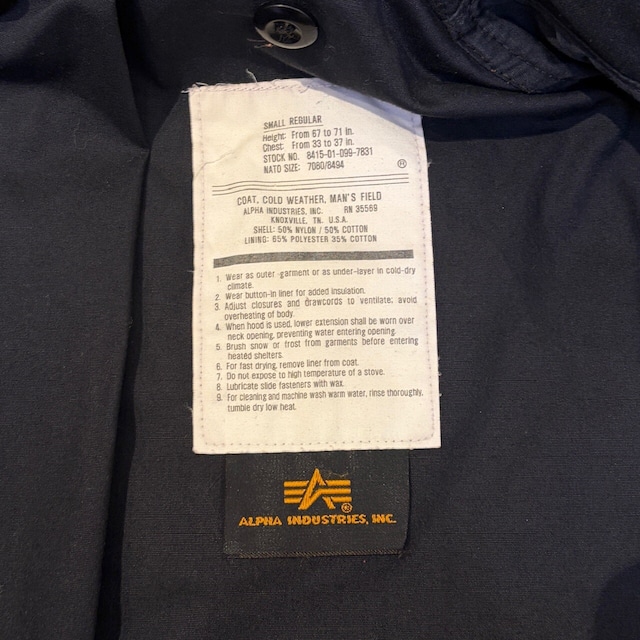 SMALL REGULAR
Height: From 67 to 71 in.
Chest: From 33 to 37 in.
STOCK NO. 8415-01-099-7831
NATO SIZE: 7080/8494
H
COAT, COLD WEATHER, MAN'S FIELD
ALPHA INDUSTRIES, INC. RN 35569
KNOXVILLE, TN. U.S.A.
SHELL: 50% NYLON / 50% COTTON
LINING: 65% POLYESTER 35% COTTON
1. Wear as outer-garment or as under-layer in cold-dry
climate.
2. Wear button-in liner for added insulation.
3. Adjust closures and drawcords to ventilate; avoid
overheating of body.
4. When hood is used, lower extension shall be worn over
neck opening, preventing water entering opening.
5. Brush snow or frost from garments before entering
heated shelters.
6. For fast drying, remove liner from coat.
7. Do not expose to high temperature of a stove.
8. Lubricate slide fasteners with wax.
9. For cleaning and machine wash warm water, rinse thoroughly,
tumble dry low heat.
A
®
ALPHA INDUSTRIES, INC.